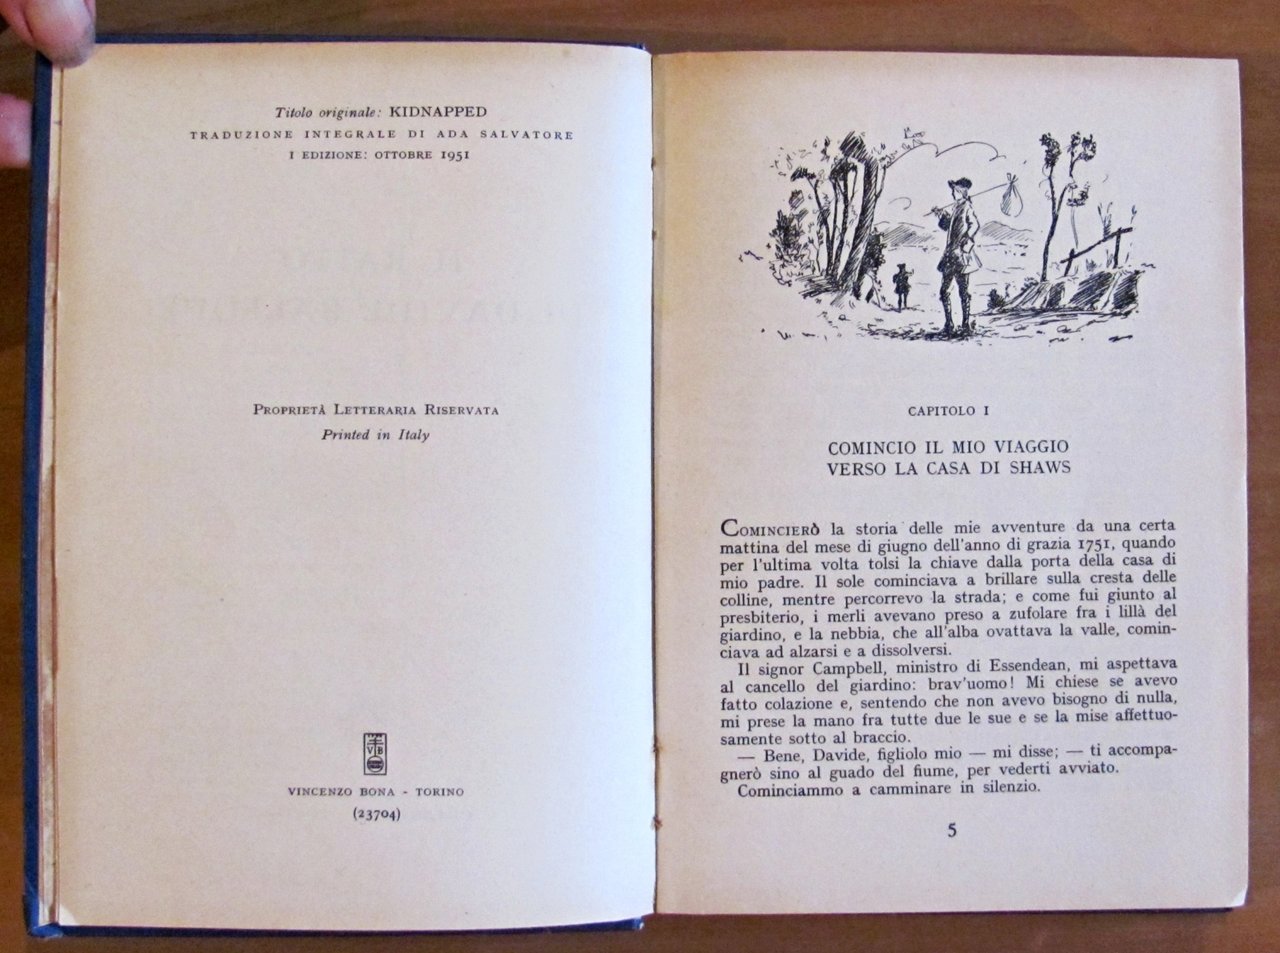 Titolo originale: KIDNAPPED
TRADUZIONE INTEGRALE DI ADA SALVATORE
I EDIZIONE: OTTOBRE 1951
PROPRIETÀ LETTERARIA RISERVATA
Printed in Italy
VB
VINCENZO BONA - TORINO
(23704)
CAPITOLO I
COMINCIO IL MIO VIAGGIO
VERSO LA CASA DI SHAWS
COMINCIERÒ la storia delle mie avventure da una certa
mattina del mese di giugno dell'anno di grazia 1751, quando
per l'ultima volta tolsi la chiave dalla porta della casa di
mio padre. Il sole cominciava a brillare sulla cresta delle
colline, mentre percorrevo la strada; e come fui giunto al
presbiterio, i merli avevano preso a zufolare fra i lillà del
giardino, e la nebbia, che all'alba ovattava la valle, comin-
ciava ad alzarsi e a dissolversi.
Il signor Campbell, ministro di Essendean, mi aspettava
al cancello del giardino: brav'uomo! Mi chiese se avevo
fatto colazione e, sentendo che non avevo bisogno di nulla,
mi prese la mano fra tutte due le sue e se la mise affettuo-
samente sotto al braccio.
— Bene, Davide, figliolo mio — mi disse; — ti accompa-
gnerò sino al guado del fiume, per vederti avviato.
Cominciammo a camminare in silenzio.
5